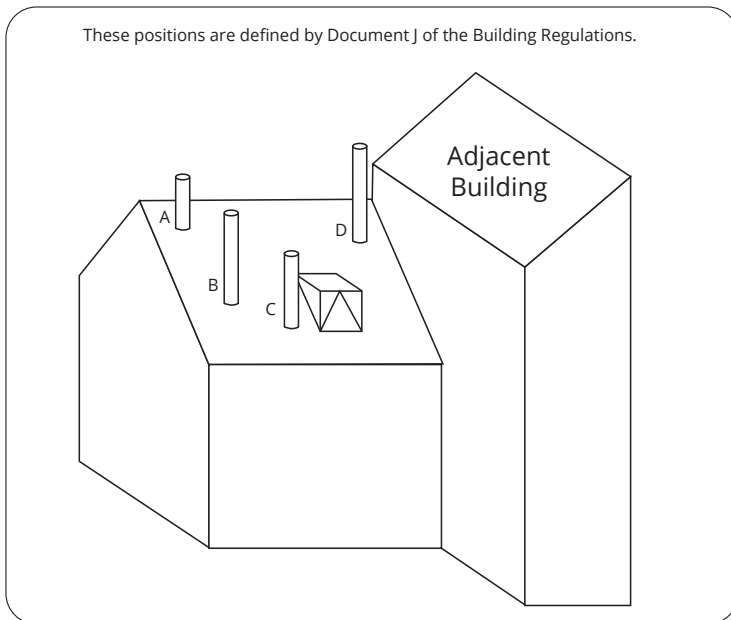 These positions are defined by Document J of the Building Regulations.
Adjacent
Building
A
D
B
C